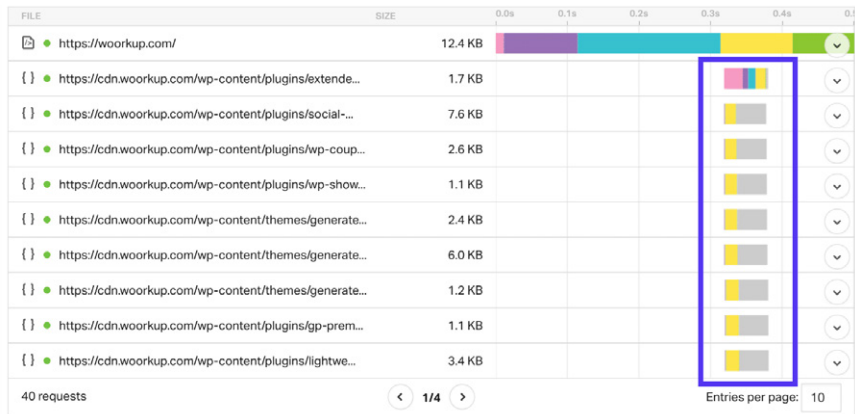 FILE SIZE 0.0s 0.1s 0.2s 0.3s 0.4s
https://woorkup.com/ 12.4 KB
{ } https://cdn.woorkup.com/wp-content/plugins/extende... 1.7 KB
{ } https://cdn.woorkup.com/wp-content/plugins/social-... 7.6 KB
{ } https://cdn.woorkup.com/wp-content/plugins/wp-coup... 2.6 KB
{ } https://cdn.woorkup.com/wp-content/plugins/wp-show... 1.1 KB
{ } https://cdn.woorkup.com/wp-content/themes/generate... 2.4 KB
{ } https://cdn.woorkup.com/wp-content/themes/generate... 6.0 KB
{ } https://cdn.woorkup.com/wp-content/themes/generate... 1.2 KB
{ } https://cdn.woorkup.com/wp-content/plugins/gp-prem... 1.1 KB
{ } https://cdn.woorkup.com/wp-content/plugins/lightwe... 3.4 KB
40 requests 1/4 Entries per page: 10